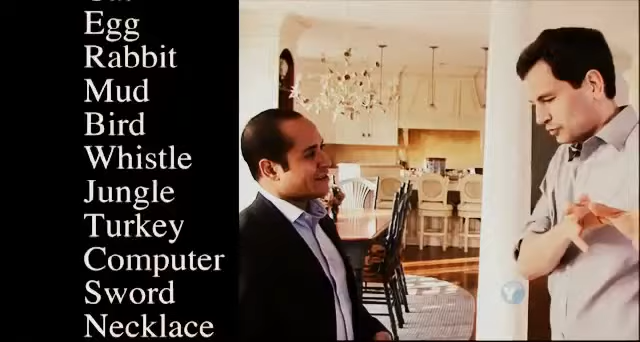 Egg
Rabbit
Mud
Bird
Whistle
Jungle
Turkey
Computer
Sword
Necklace